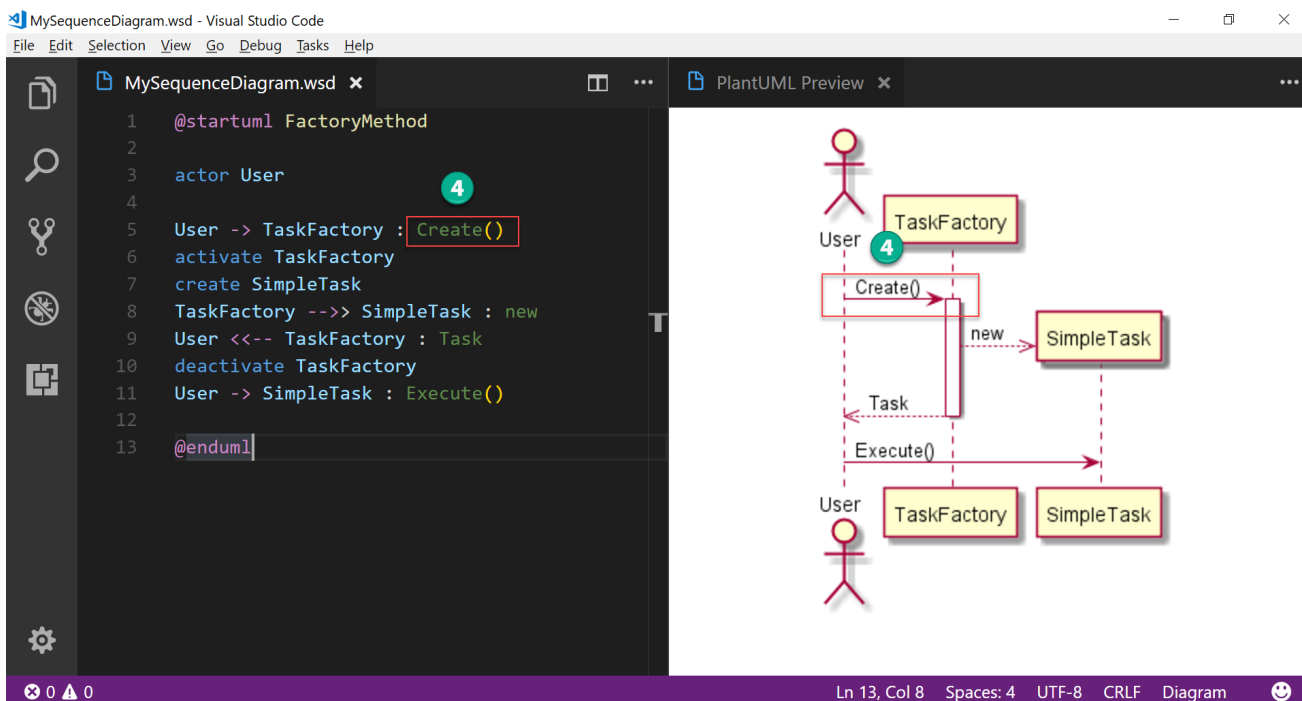 MySequenceDiagram.wsd - Visual Studio Code
File Edit Selection View Go Debug Tasks Help
MySequenceDiagram.wsd
1 @startuml FactoryMethod
2
3 actor User
4
4
5 User -> TaskFactory : Create()
6 activate TaskFactory
7 create SimpleTask
8 TaskFactory -->> SimpleTask : new
9 User <<-- TaskFactory : Task
10 deactivate TaskFactory
11 User -> SimpleTask : Execute()
12
13 @enduml
PlantUML Preview
TaskFactory
User
4
Create()
new
SimpleTask
Task
Execute()
User
TaskFactory
SimpleTask
0 0
Ln 13, Col 8 Spaces: 4 UTF-8 CRLF Diagram